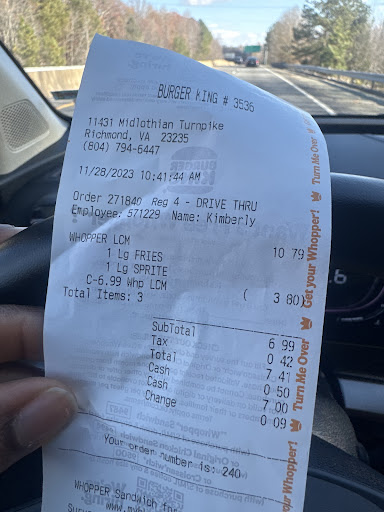 BURGER KING # 3536
11431 Midlothian Turnpike
Richmond, VA 23235
(804) 794-6447
11/28/2023 10:41:44 AM
Order 271840 Reg 4 - DRIVE THRU
Employee: 571229 Name: Kimberly
WHOPPER LCM 10 79
1 Lg FRIES
1 Lg SPRITE
C-6.99 Whp LCM ( 3 80)
Total Items: 3
SubTotal 6 99
Tax 0 42
Total 7 41
Cash 0 50
Cash 7 00
Change 0 09
Your order number is: 240
WHOPPER Sandwich
Turn Me Over
Get your Whopper!
Turn Me Over
our Whopper!